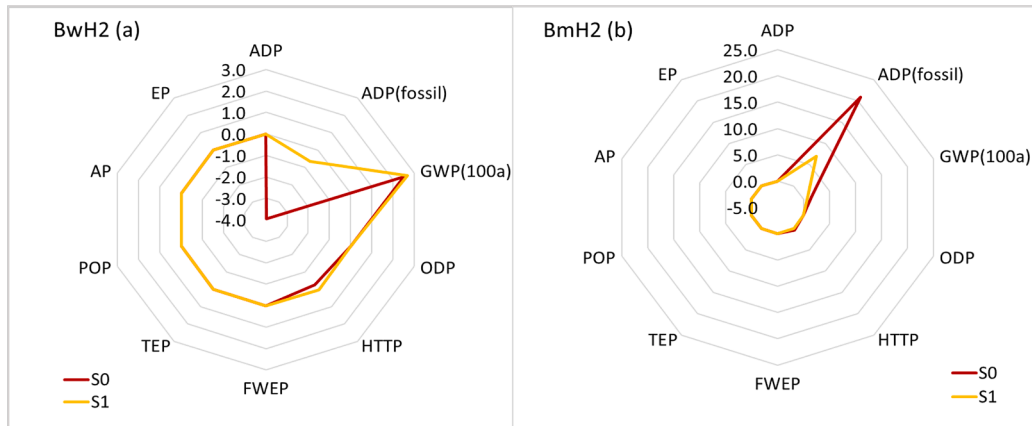 BwH2 (a)
ADP
3.0
2.0
1.0
0.0
-1.0
-2.0
-3.0
-4.0
EP
ADP(fossil)
AP
GWP(100a)
POP
ODP
TEP
HTTP
FWEP
S0
S1
BmH2 (b)
ADP
25.0
20.0
15.0
10.0
5.0
0.0
-5.0
EP
ADP(fossil)
AP
GWP(100a)
POP
ODP
TEP
HTTP
FWEP
S0
S1